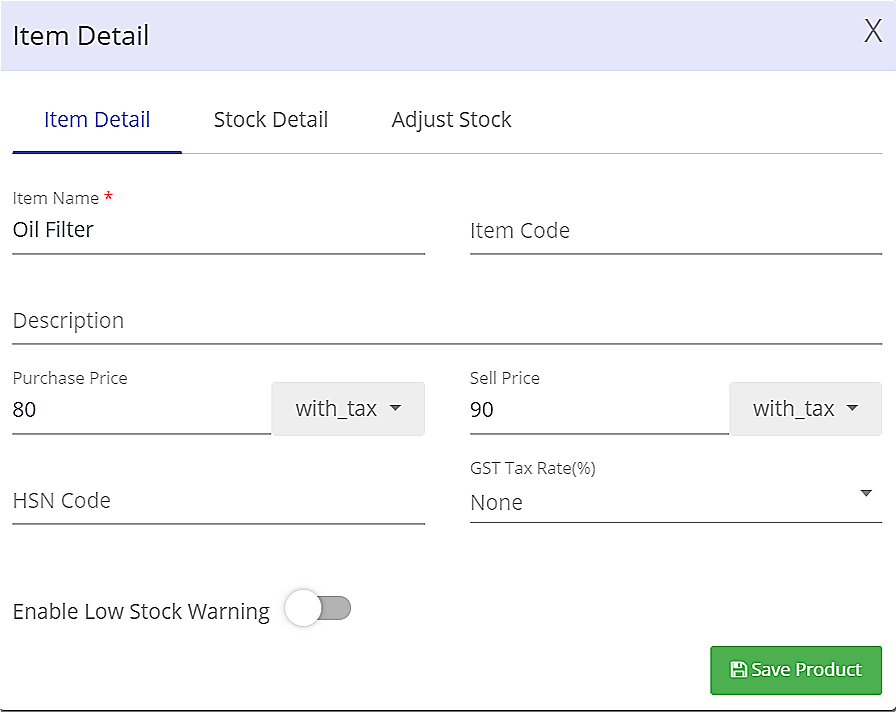 Item Detail X
Item Detail Stock Detail Adjust Stock
Item Name *
Oil Filter Item Code
Description
Purchase Price Sell Price
80 with_tax 90 with_tax
GST Tax Rate(%)
HSN Code None
Enable Low Stock Warning
Save Product